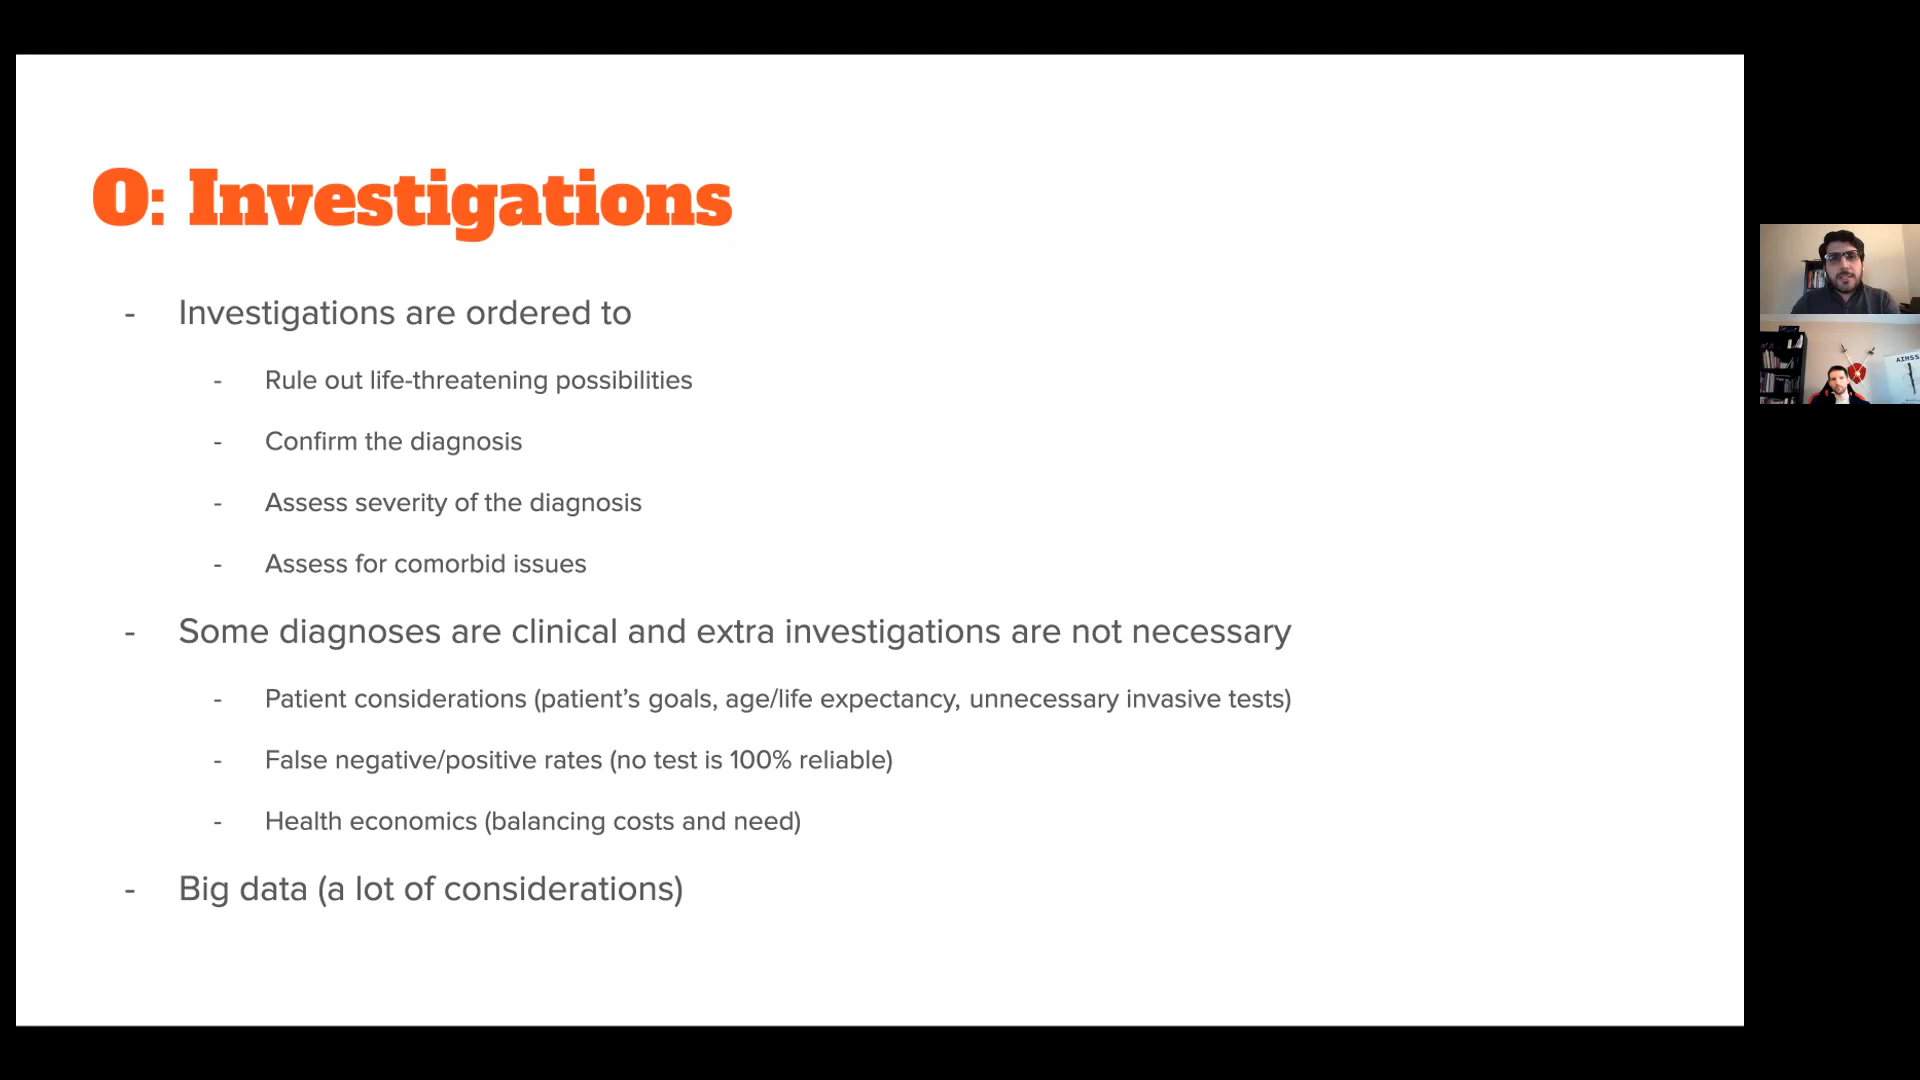 O: Investigations
- Investigations are ordered to
- Rule out life-threatening possibilities
- Confirm the diagnosis
- Assess severity of the diagnosis
- Assess for comorbid issues
- Some diagnoses are clinical and extra investigations are not necessary
- Patient considerations (patient’s goals, age/life expectancy, unnecessary invasive tests)
- False negative/positive rates (no test is 100% reliable)
- Health economics (balancing costs and need)
- Big data (a lot of considerations)
AIMSS